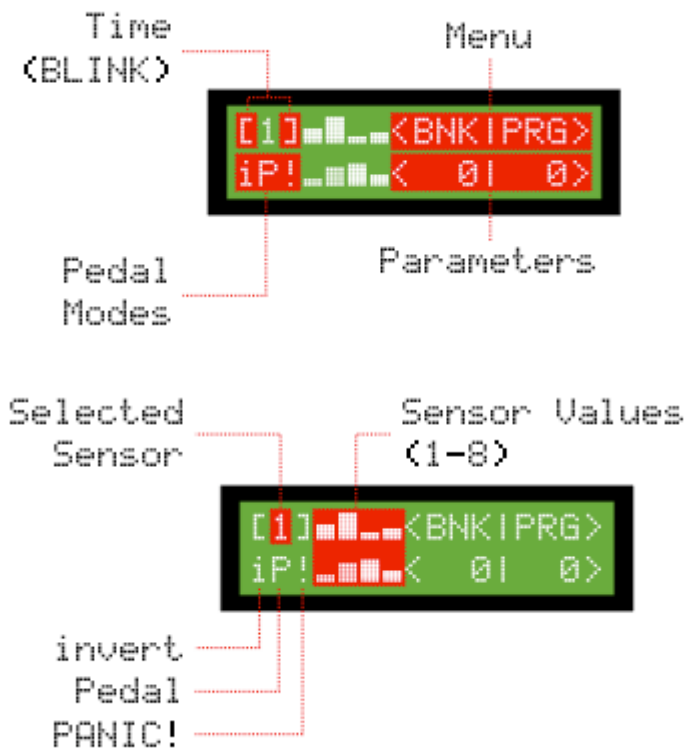 Time
(BLINK)
Menu
[1]<BNK|PRG>
iP!< 0| 0>
Pedal
Modes
Parameters
Selected
Sensor
Sensor Values
(1-8)
[1]<BNK|PRG>
iP!< 0| 0>
invert
Pedal
PANIC!